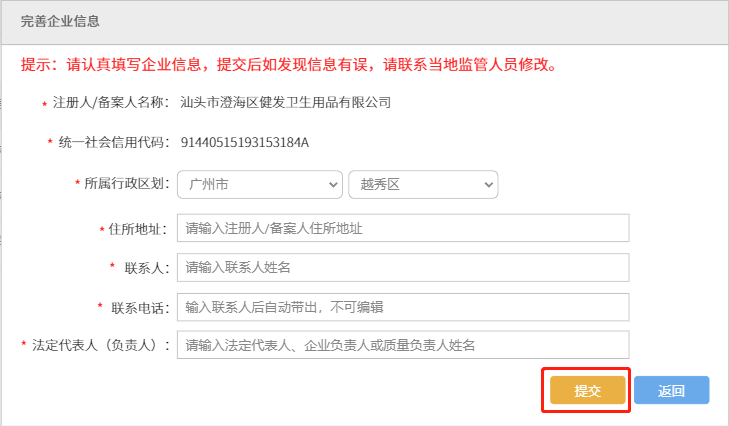 完善企业信息
提示：请认真填写企业信息，提交后如发现信息有误，请联系当地监管人员修改。
* 注册人/备案人名称： 汕头市澄海区健发卫生用品有限公司
* 统一社会信用代码： 91440515193153184A
* 所属行政区划： 广州市 越秀区
* 住所地址： 请输入注册人/备案人住所地址
* 联系人： 请输入联系人姓名
* 联系电话： 输入联系人后自动带出，不可编辑
* 法定代表人（负责人）： 请输入法定代表人、企业负责人或质量负责人姓名
提交 返回